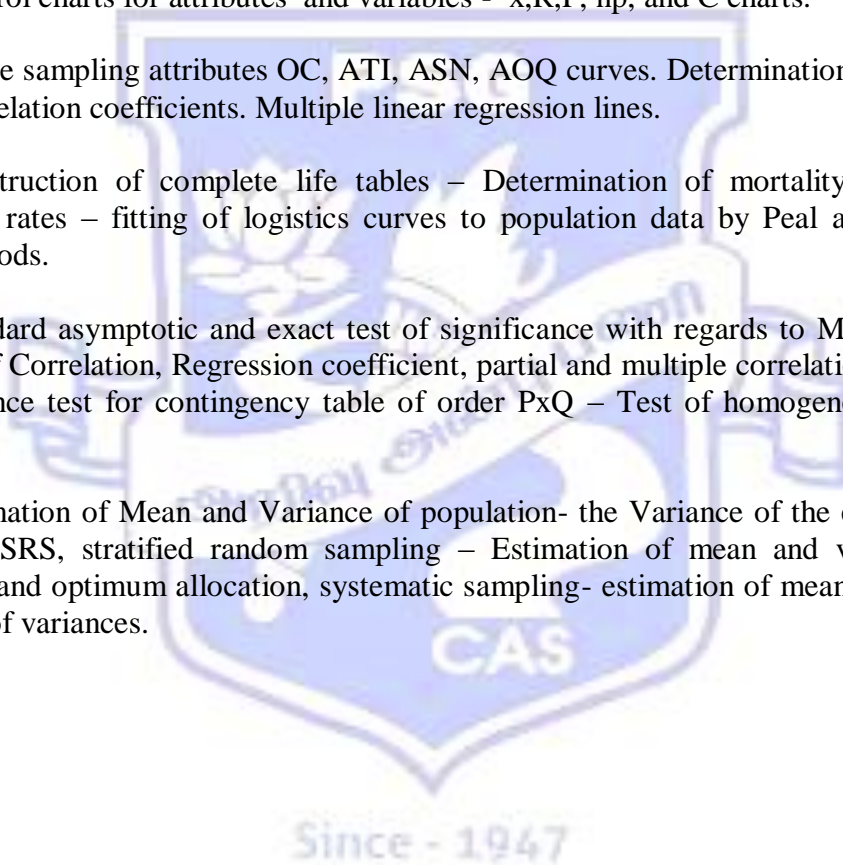 rol charts for attributes and variables - x,R,P, np, and C charts.
e sampling attributes OC, ATI, ASN, AOQ curves. Determination
elation coefficients. Multiple linear regression lines.
truction of complete life tables – Determination of mortality
rates – fitting of logistics curves to population data by Peal a
ods.
dard asymptotic and exact test of significance with regards to M
f Correlation, Regression coefficient, partial and multiple correlati
nce test for contingency table of order PxQ – Test of homogen
nation of Mean and Variance of population- the Variance of the
SRS, stratified random sampling – Estimation of mean and v
and optimum allocation, systematic sampling- estimation of mean
of variances.
CAS
Since - 1947